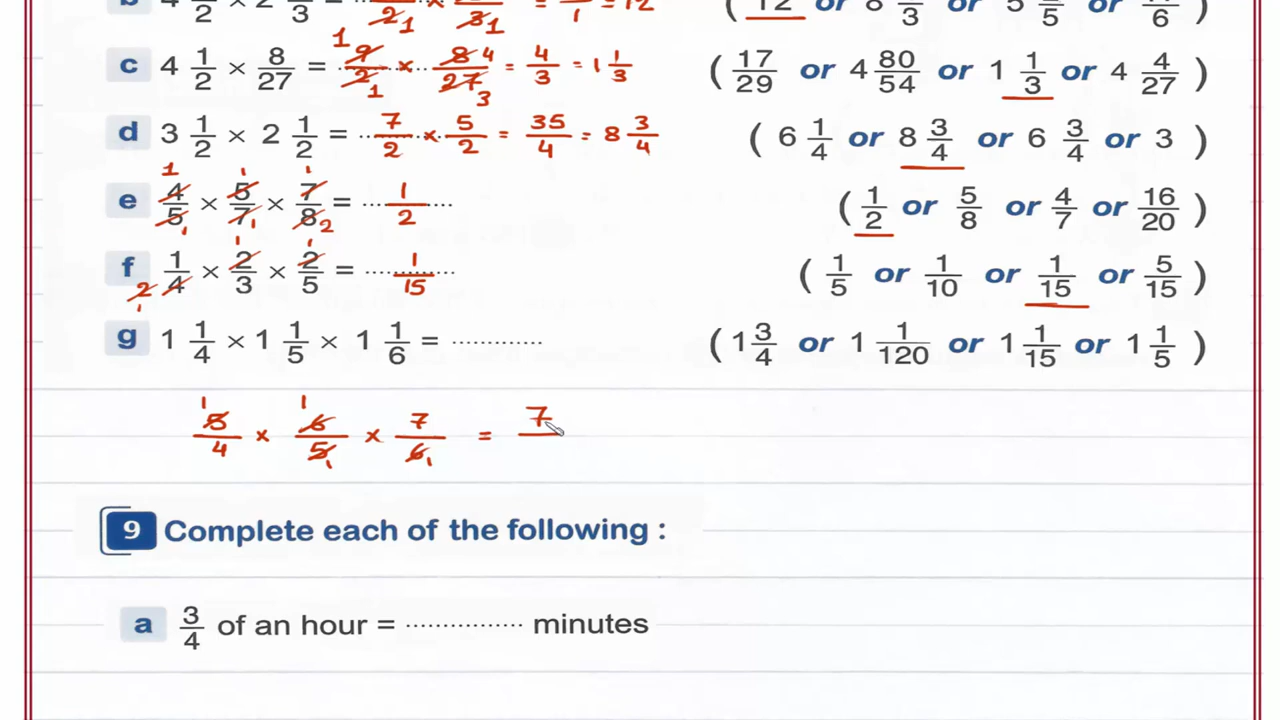 c 4 1/2 × 8/27 = 9/2 × 8/27 = 4/3 = 1 1/3 ( 17/29 or 4 80/54 or 1 1/3 or 4 4/27 )
d 3 1/2 × 2 1/2 = 7/2 × 5/2 = 35/4 = 8 3/4 ( 6 1/4 or 8 3/4 or 6 3/4 or 3 )
e 4/5 × 5/7 × 7/8 = 1/2 ( 1/2 or 5/8 or 4/7 or 16/20 )
f 1/4 × 2/3 × 2/5 = 1/15 ( 1/5 or 1/10 or 1/15 or 5/15 )
g 1 1/4 × 1 1/5 × 1 1/6 = ............ ( 1 3/4 or 1 1/120 or 1 1/15 or 1 1/5 )
5/4 × 6/5 × 7/6 = 7
9 Complete each of the following :
a 3/4 of an hour = ................ minutes